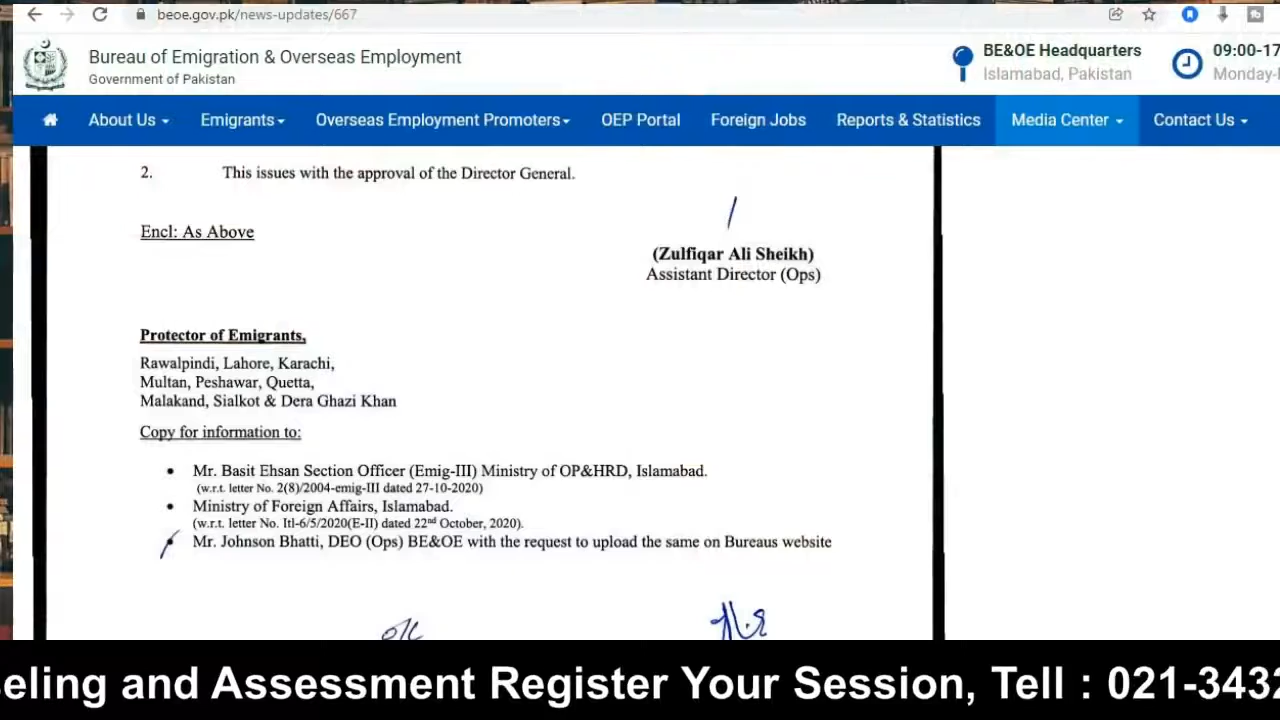 beoe.gov.pk/news-updates/667
Bureau of Emigration & Overseas Employment
Government of Pakistan
BE&OE Headquarters
Islamabad, Pakistan
09:00-17
Monday-
About Us
Emigrants
Overseas Employment Promoters
OEP Portal
Foreign Jobs
Reports & Statistics
Media Center
Contact Us
2. This issues with the approval of the Director General.
Encl: As Above
(Zulfiqar Ali Sheikh)
Assistant Director (Ops)
Protector of Emigrants,
Rawalpindi, Lahore, Karachi,
Multan, Peshawar, Quetta,
Malakand, Sialkot & Dera Ghazi Khan
Copy for information to:
• Mr. Basit Ehsan Section Officer (Emig-III) Ministry of OP&HRD, Islamabad.
(w.r.t. letter No. 2(8)/2004-emig-III dated 27-10-2020)
• Ministry of Foreign Affairs, Islamabad.
(w.r.t. letter No. Itl-6/5/2020(E-II) dated 22nd October, 2020).
• Mr. Johnson Bhatti, DEO (Ops) BE&OE with the request to upload the same on Bureaus website
seling and Assessment Register Your Session, Tell : 021-3432